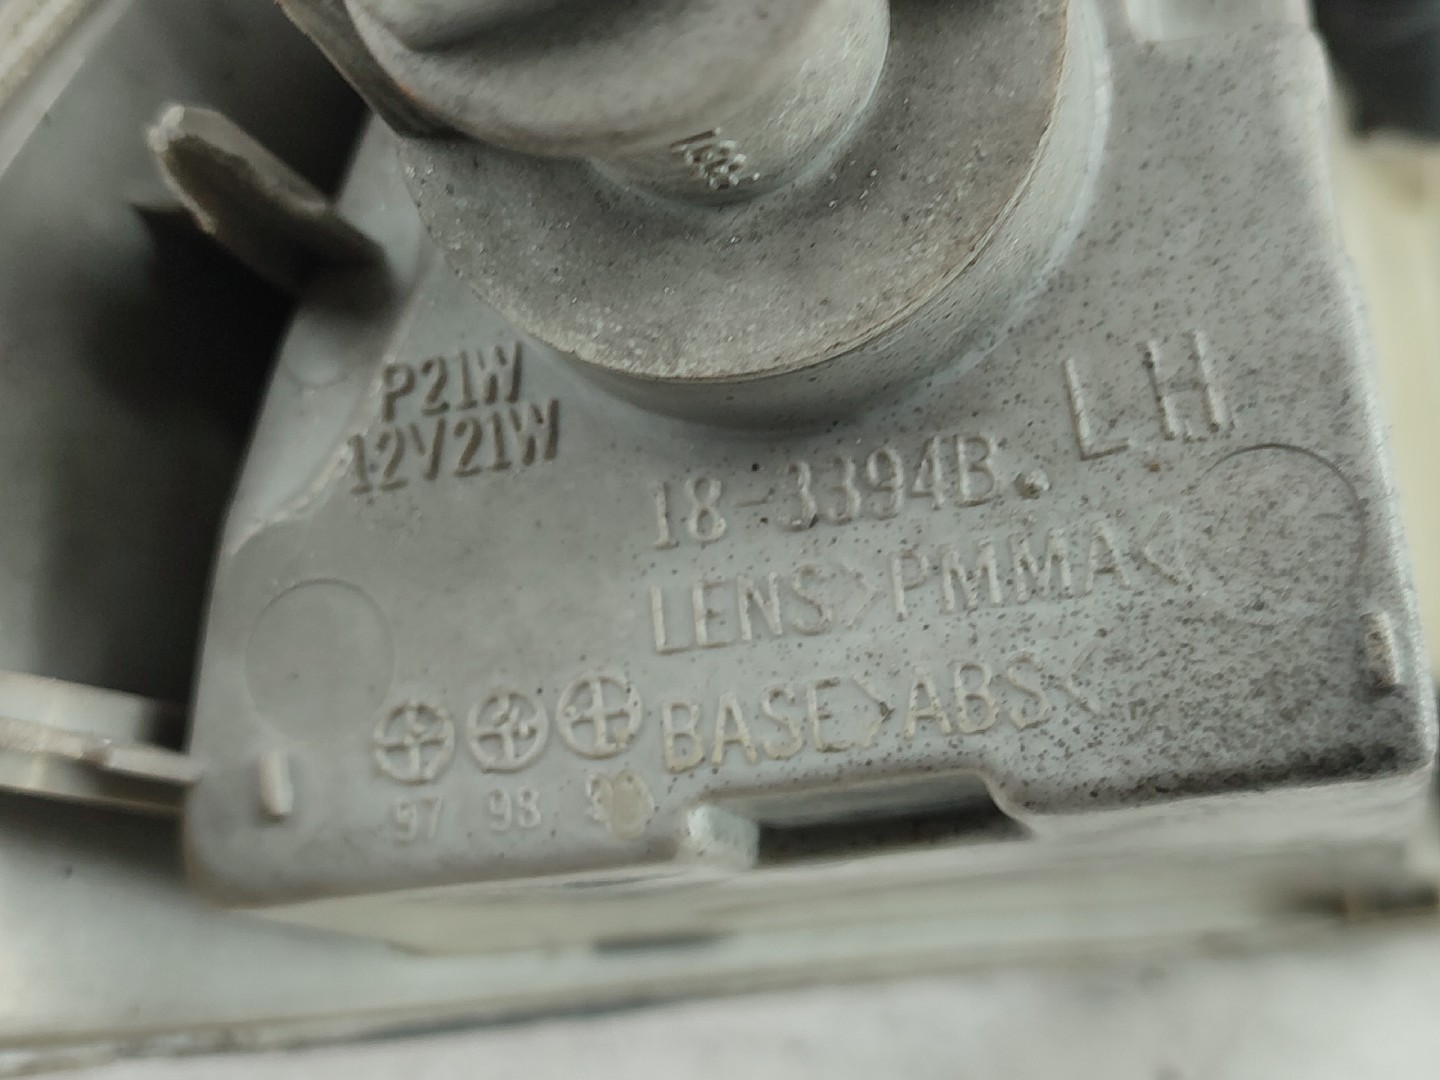 P21W
12V21W
LH
18-3394B.
LENS>PMMA<
BASE>ABS<
97 98